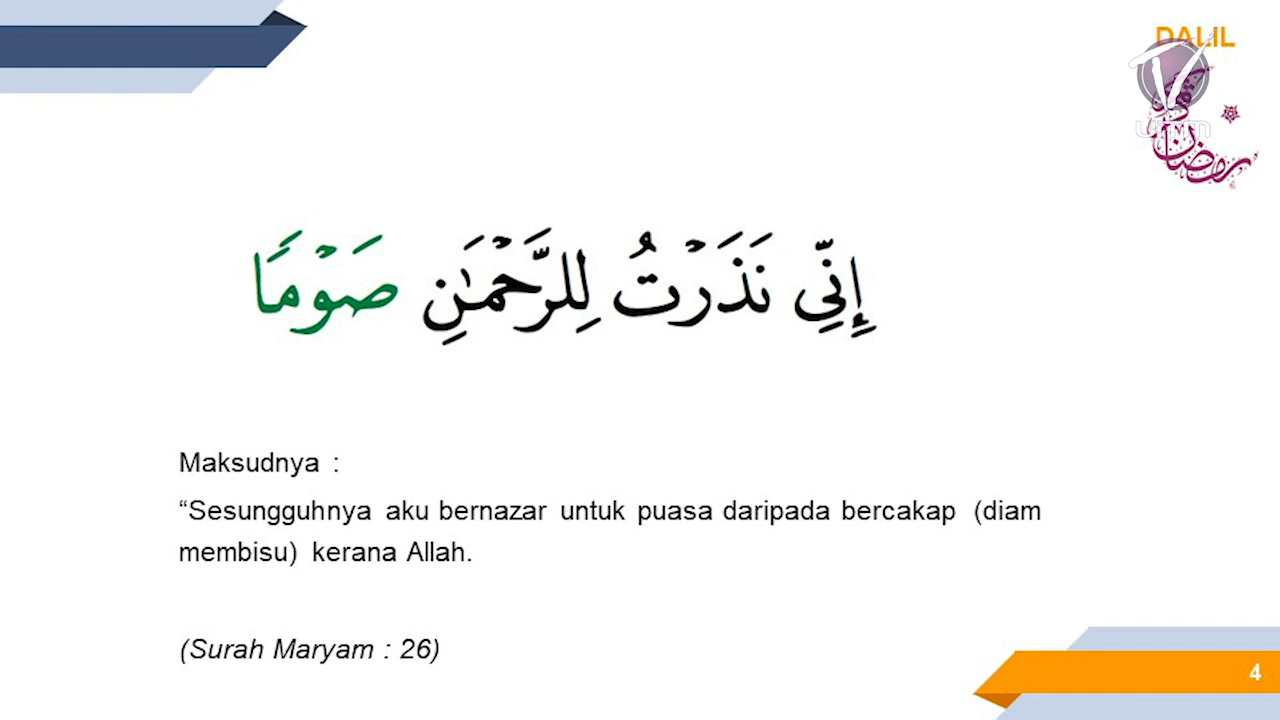 DALIL
إِنِّي نَذَرْتُ لِلرَّحْمَٰنِ صَوْمًا
Maksudnya :
“Sesungguhnya aku bernazar untuk puasa daripada bercakap (diam
membisu) kerana Allah.
(Surah Maryam : 26)
4